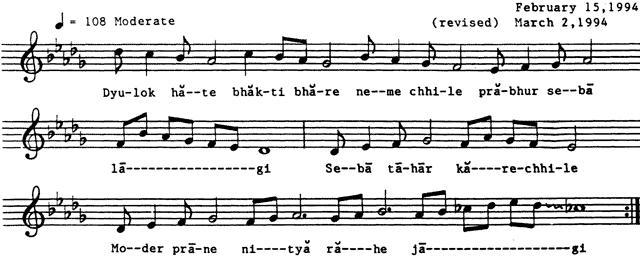 February 15,1994
♩ = 108 Moderate (revised) March 2,1994
Dyu-lok hă--te bhăk-ti bhă-re ne--me chhi-le pră-bhur se--bā
lā----------------gi Se--bā tā-hār kă----re-chhi-le
Mo--der prā-ne ni----tyă ră----he jā------------------gi